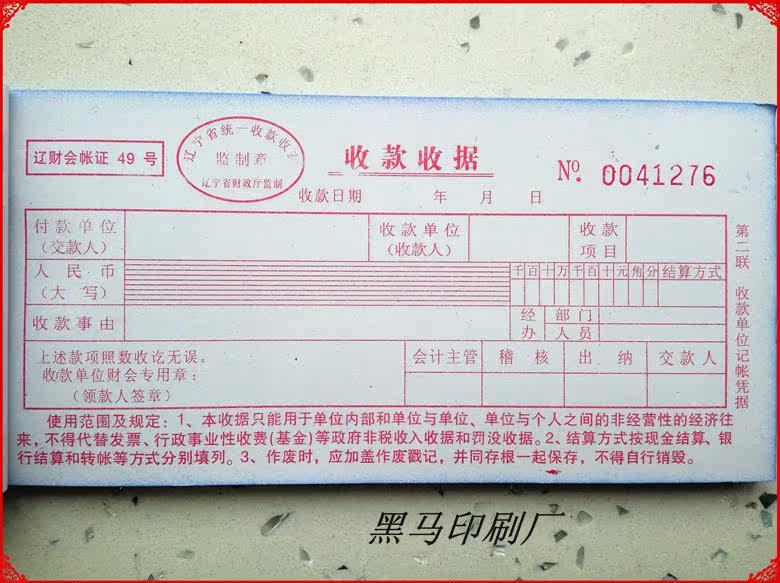 辽财会帐证 49 号
辽宁省统一收款收
监制章
辽宁省财政厅监制
收款收据
No. 0041276
收款日期 年 月 日
付款单位
（交款人）
收款单位
（收款人）
收款
项目
人民币
（大写）
千百十万千百十元角分 结算方式
收款事由
经办
部门
人员
上述款项照数收讫无误。
收款单位财会专用章：
（领款人签章）
会计主管 稽核 出纳 交款人
第二联 收款单位记帐凭据
使用范围及规定：1、本收据只能用于单位内部和单位与单位、单位与个人之间的非经营性的经济往
来，不得代替发票、行政事业性收费(基金)等政府非税收入收据和罚没收据。2、结算方式按现金结算、银
行结算和转帐等方式分别填列。3、作废时，应加盖作废戳记，并同存根一起保存，不得自行销毁。
黑马印刷厂